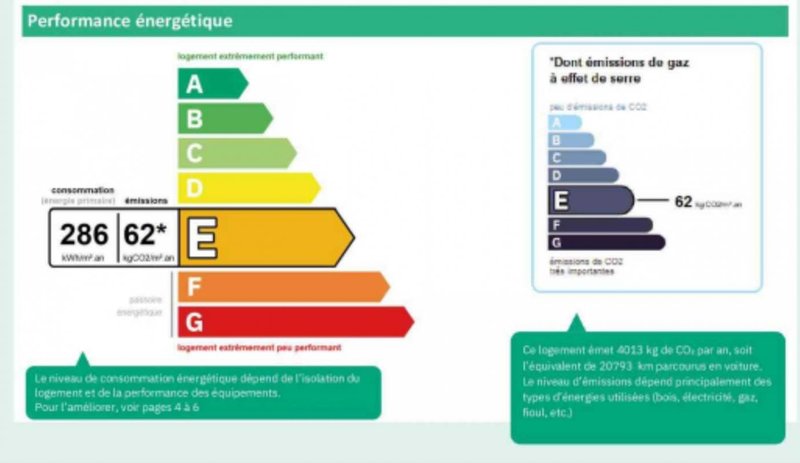 Performance énergétique
logement extrêmement performant
A
B
C
D
consommation
(énergie primaire)
émissions
286
kWh/m².an
62*
kgCO2/m².an
E
F
G
passoire
énergétique
logement extrêmement peu performant
Le niveau de consommation énergétique dépend de l'isolation du
logement et de la performance des équipements.
Pour l'améliorer, voir pages 4 à 6
*Dont émissions de gaz
à effet de serre
peu d'émissions de CO2
A
B
C
D
E
62 kgCO2/m².an
F
G
émissions de CO2
très importantes
Ce logement émet 4013 kg de CO₂ par an, soit
l'équivalent de 20793 km parcourus en voiture.
Le niveau d'émissions dépend principalement des
types d'énergies utilisées (bois, électricité, gaz,
fioul, etc.)